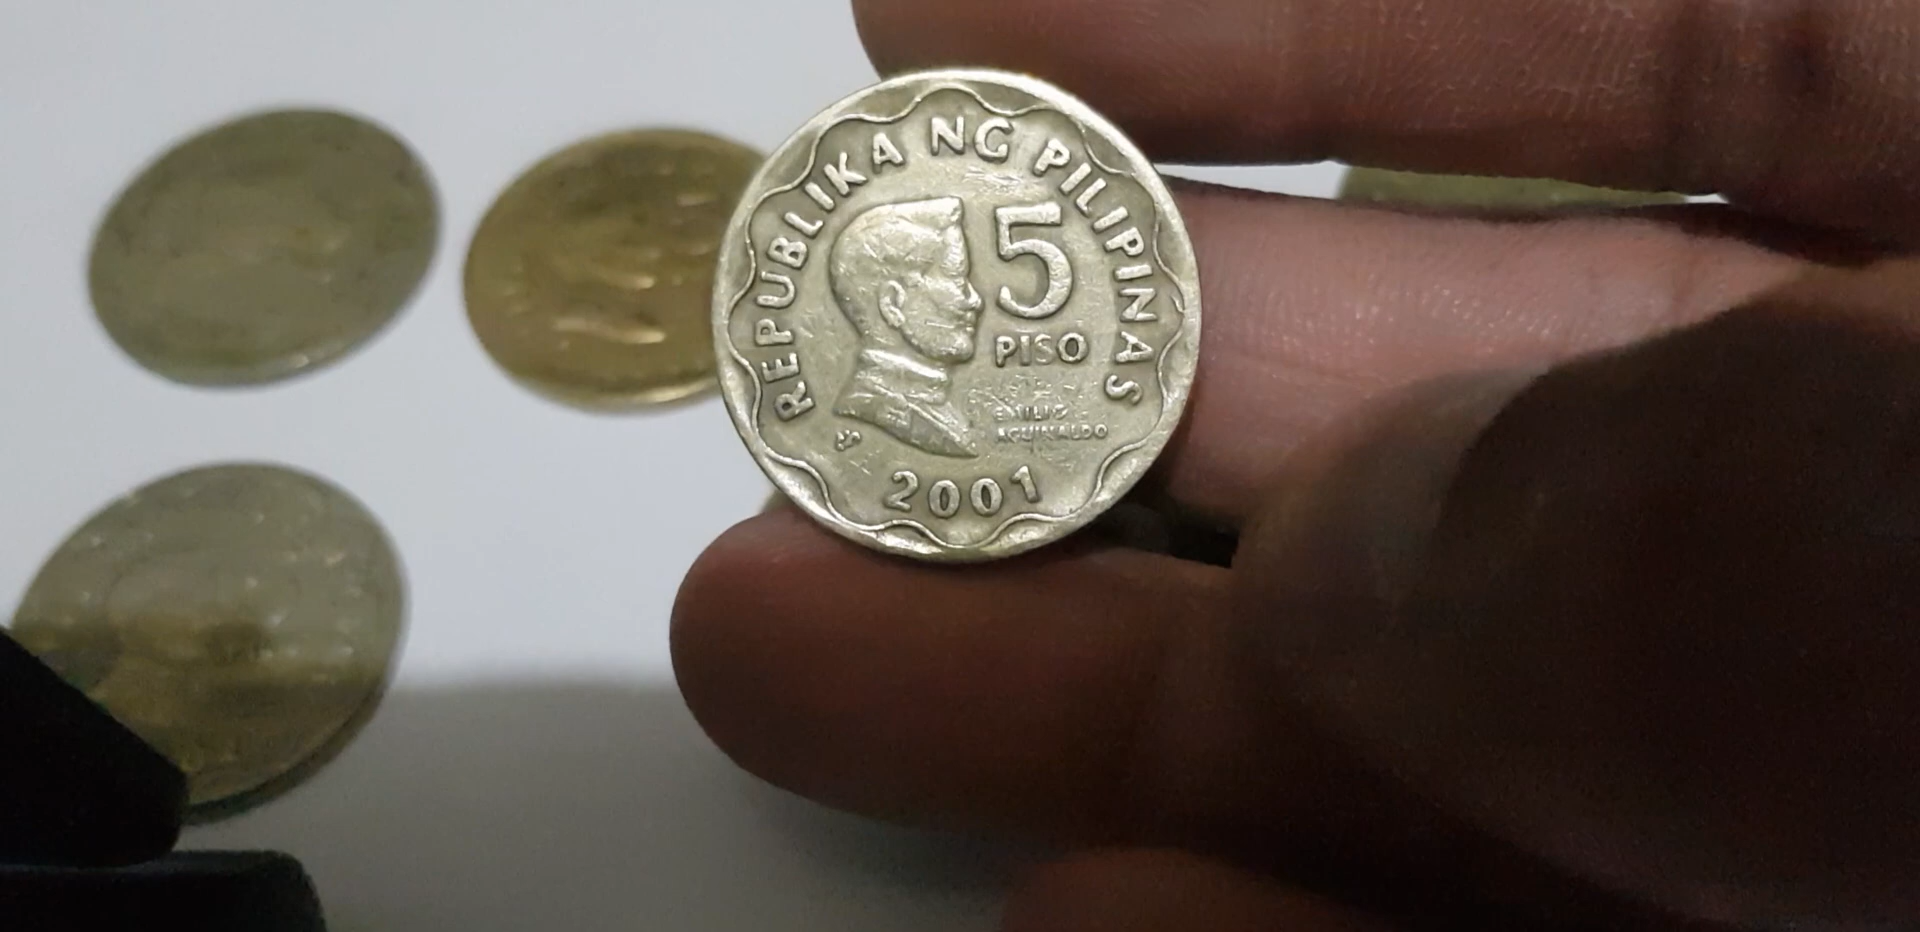 REPUBLIKA NG PILIPINAS
5
PISO
EMILIO
AGUINALDO
2001